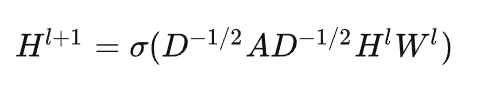 H^{l+1} = σ(D^{-1/2} A D^{-1/2} H^l W^l)